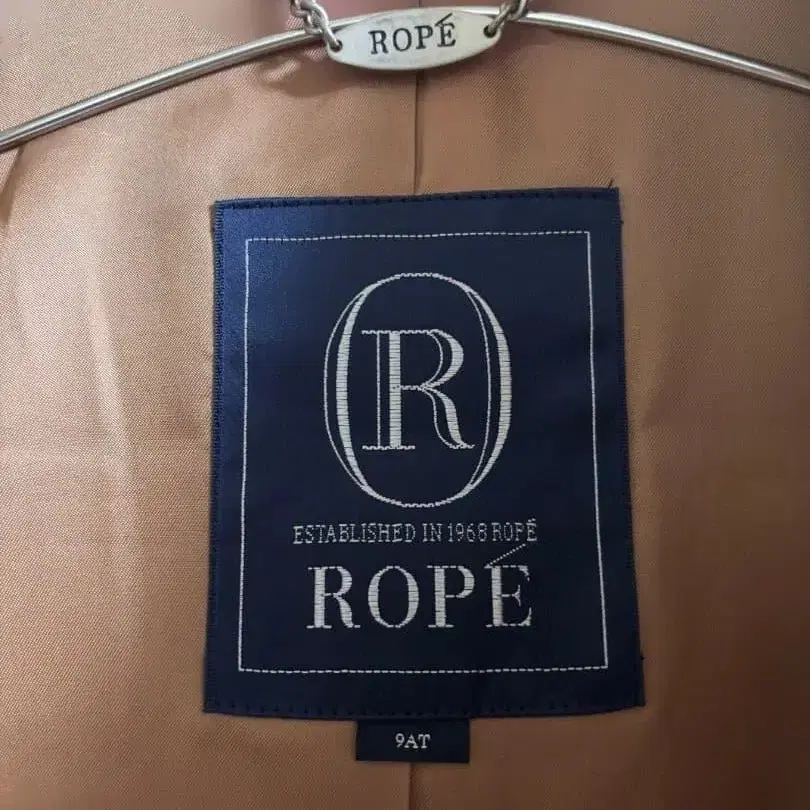 ROPÉ
R
ESTABLISHED IN 1968 ROPÉ
ROPÉ
9AT